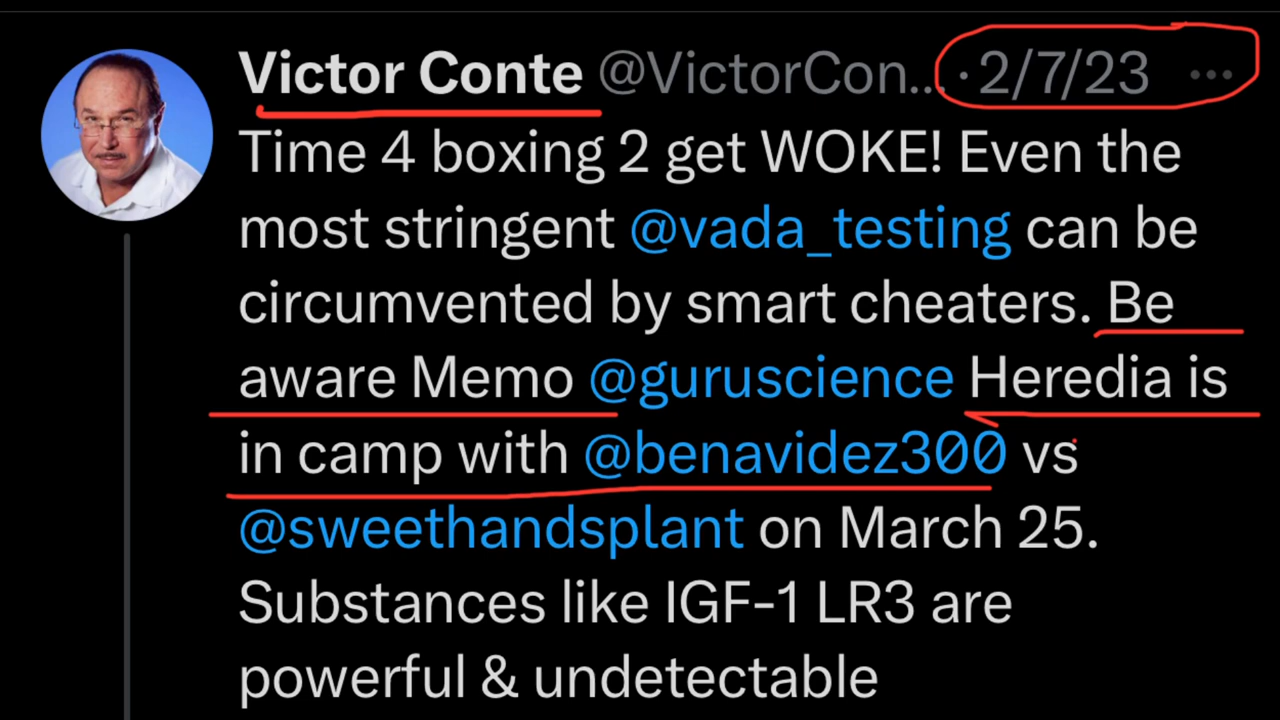 Victor Conte @VictorCon... · 2/7/23 ...
Time 4 boxing 2 get WOKE! Even the
most stringent @vada_testing can be
circumvented by smart cheaters. Be
aware Memo @guruscience Heredia is
in camp with @benavidez300 vs
@sweethandsplant on March 25.
Substances like IGF-1 LR3 are
powerful & undetectable